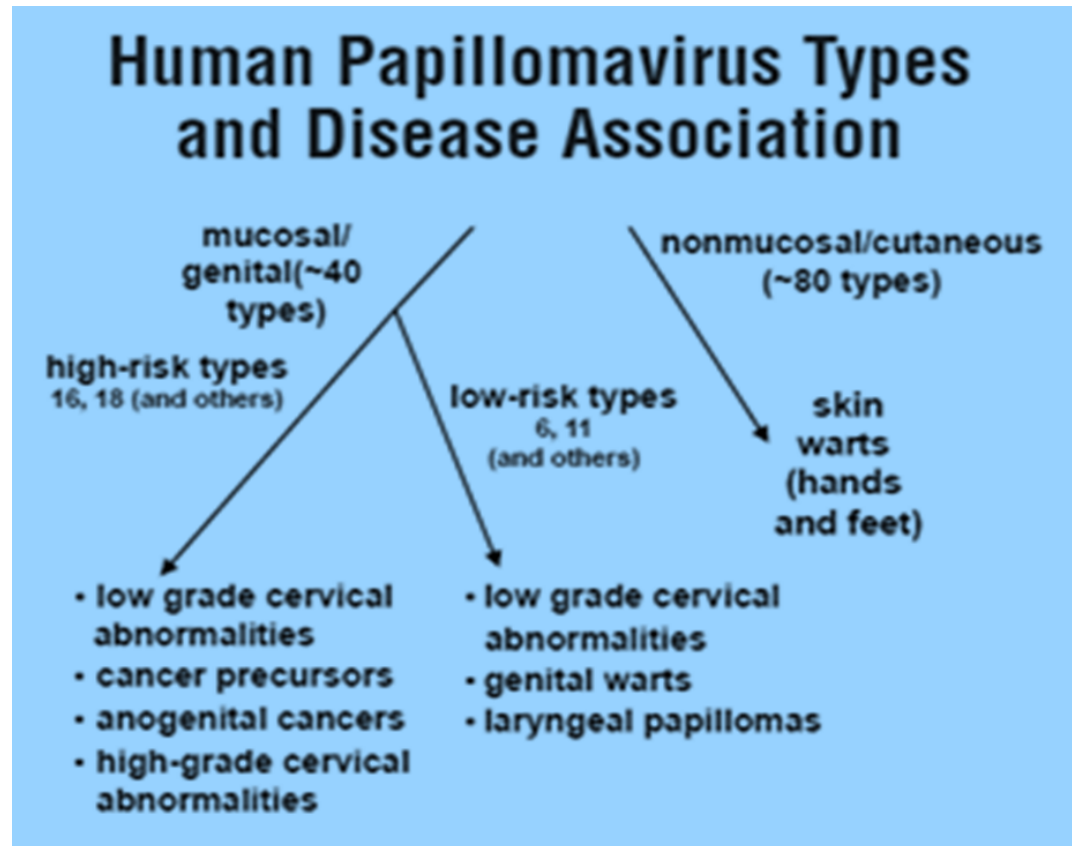 Human Papillomavirus Types
and Disease Association
mucosal/
genital(~40
types)
nonmucosal/cutaneous
(~80 types)
high-risk types
16, 18 (and others)
low-risk types
6, 11
(and others)
skin
warts
(hands
and feet)
• low grade cervical
abnormalities
• cancer precursors
• anogenital cancers
• high-grade cervical
abnormalities
• low grade cervical
abnormalities
• genital warts
• laryngeal papillomas